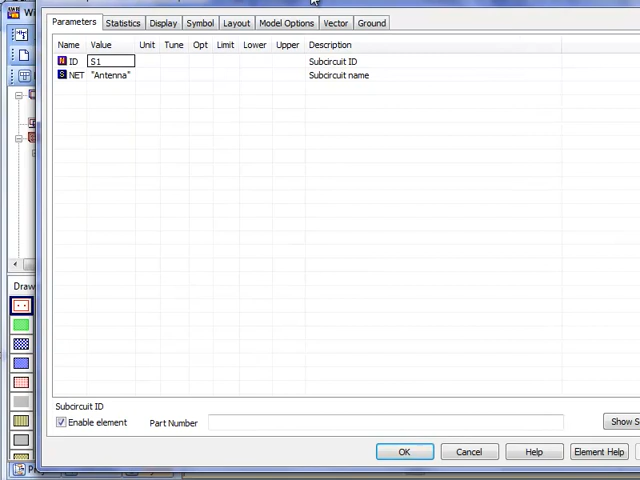 Wi
Parameters Statistics Display Symbol Layout Model Options Vector Ground
Name Value Unit Tune Opt Limit Lower Upper Description
ID S1 Subcircuit ID
NET "Antenna" Subcircuit name
Draw
Subcircuit ID
Enable element Part Number Show S
OK Cancel Help Element Help